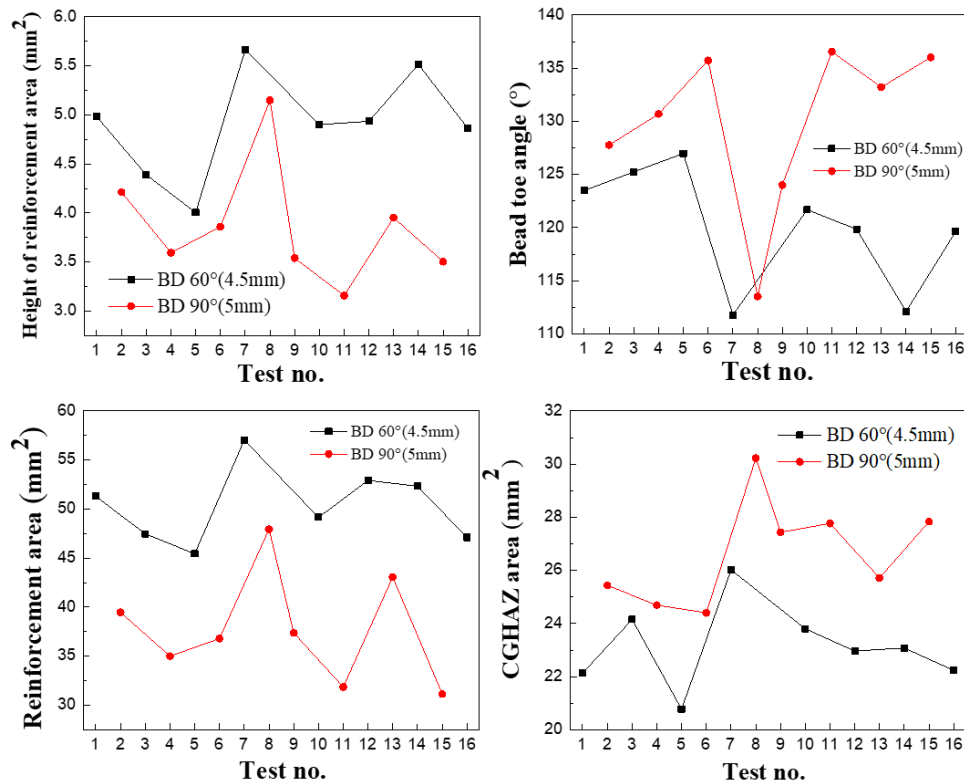 Height of reinforcement area (mm²)
6.0
5.5
5.0
4.5
4.0
3.5
3.0
BD 60°(4.5mm)
BD 90°(5mm)
1 2 3 4 5 6 7 8 9 10 11 12 13 14 15 16
Test no.
Bead toe angle (°)
140
135
130
125
120
115
110
BD 60°(4.5mm)
BD 90°(5mm)
1 2 3 4 5 6 7 8 9 10 11 12 13 14 15 16
Test no.
Reinforcement area (mm²)
60
55
50
45
40
35
30
BD 60°(4.5mm)
BD 90°(5mm)
1 2 3 4 5 6 7 8 9 10 11 12 13 14 15 16
Test no.
CGHAZ area (mm²)
32
30
28
26
24
22
20
BD 60°(4.5mm)
BD 90°(5mm)
1 2 3 4 5 6 7 8 9 10 11 12 13 14 15 16
Test no.